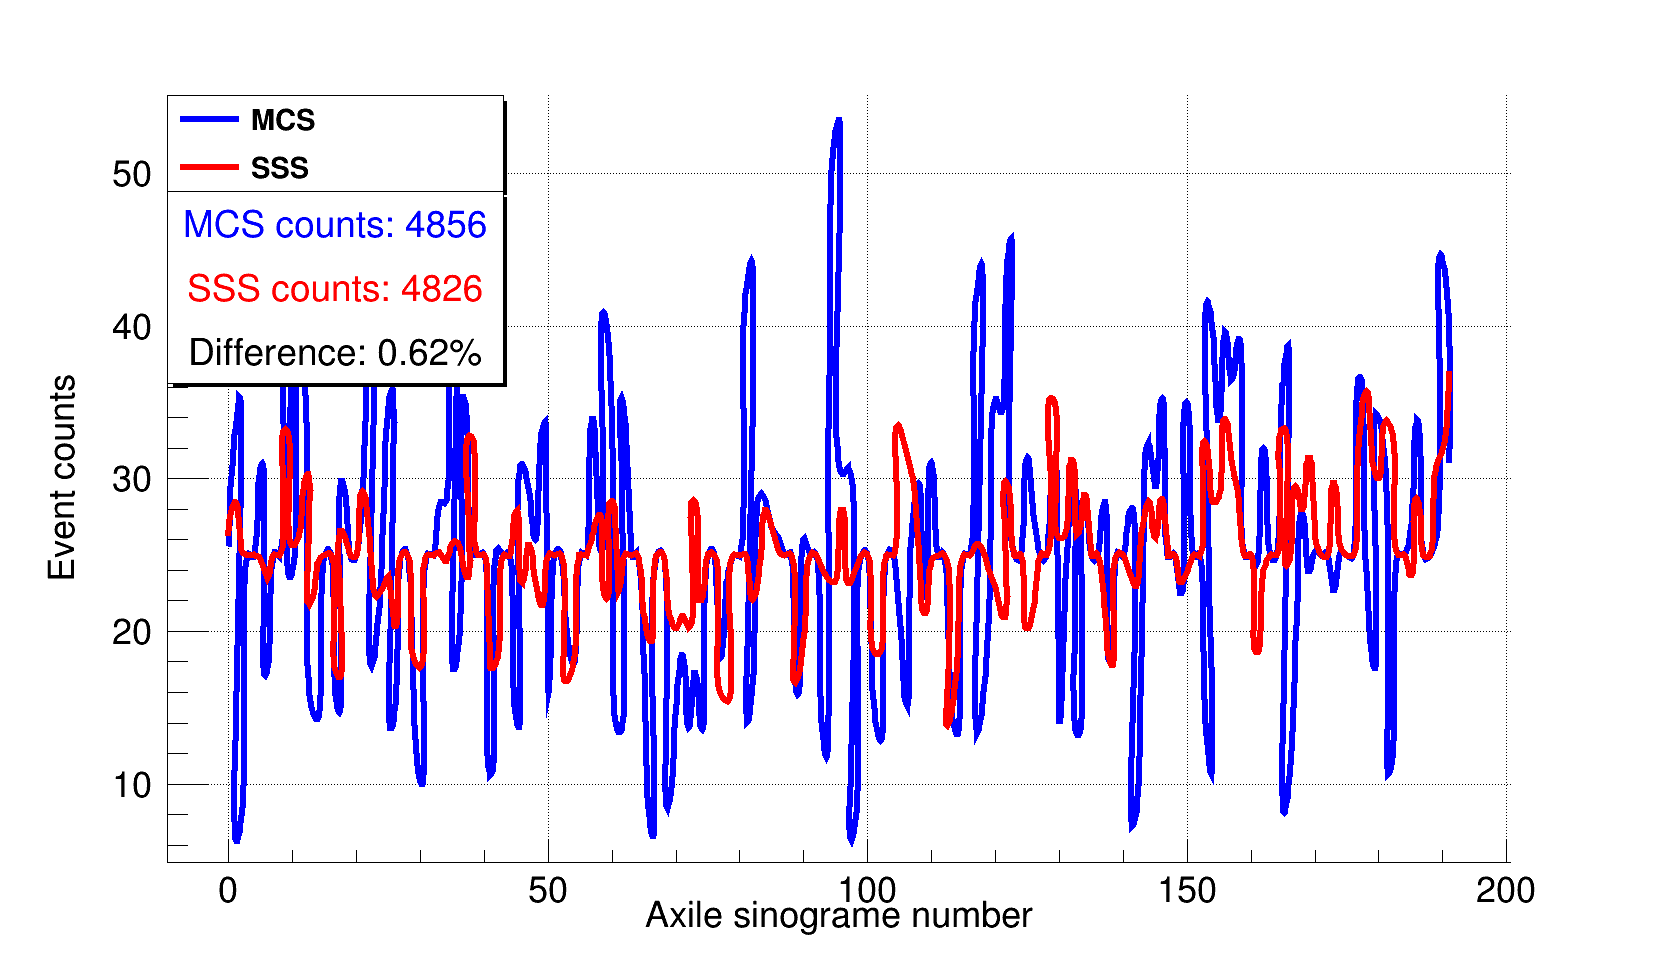 MCS
SSS
MCS counts: 4856
SSS counts: 4826
Difference: 0.62%
Event counts
50
40
30
20
10
0 50 100 150 200
Axile sinograme number